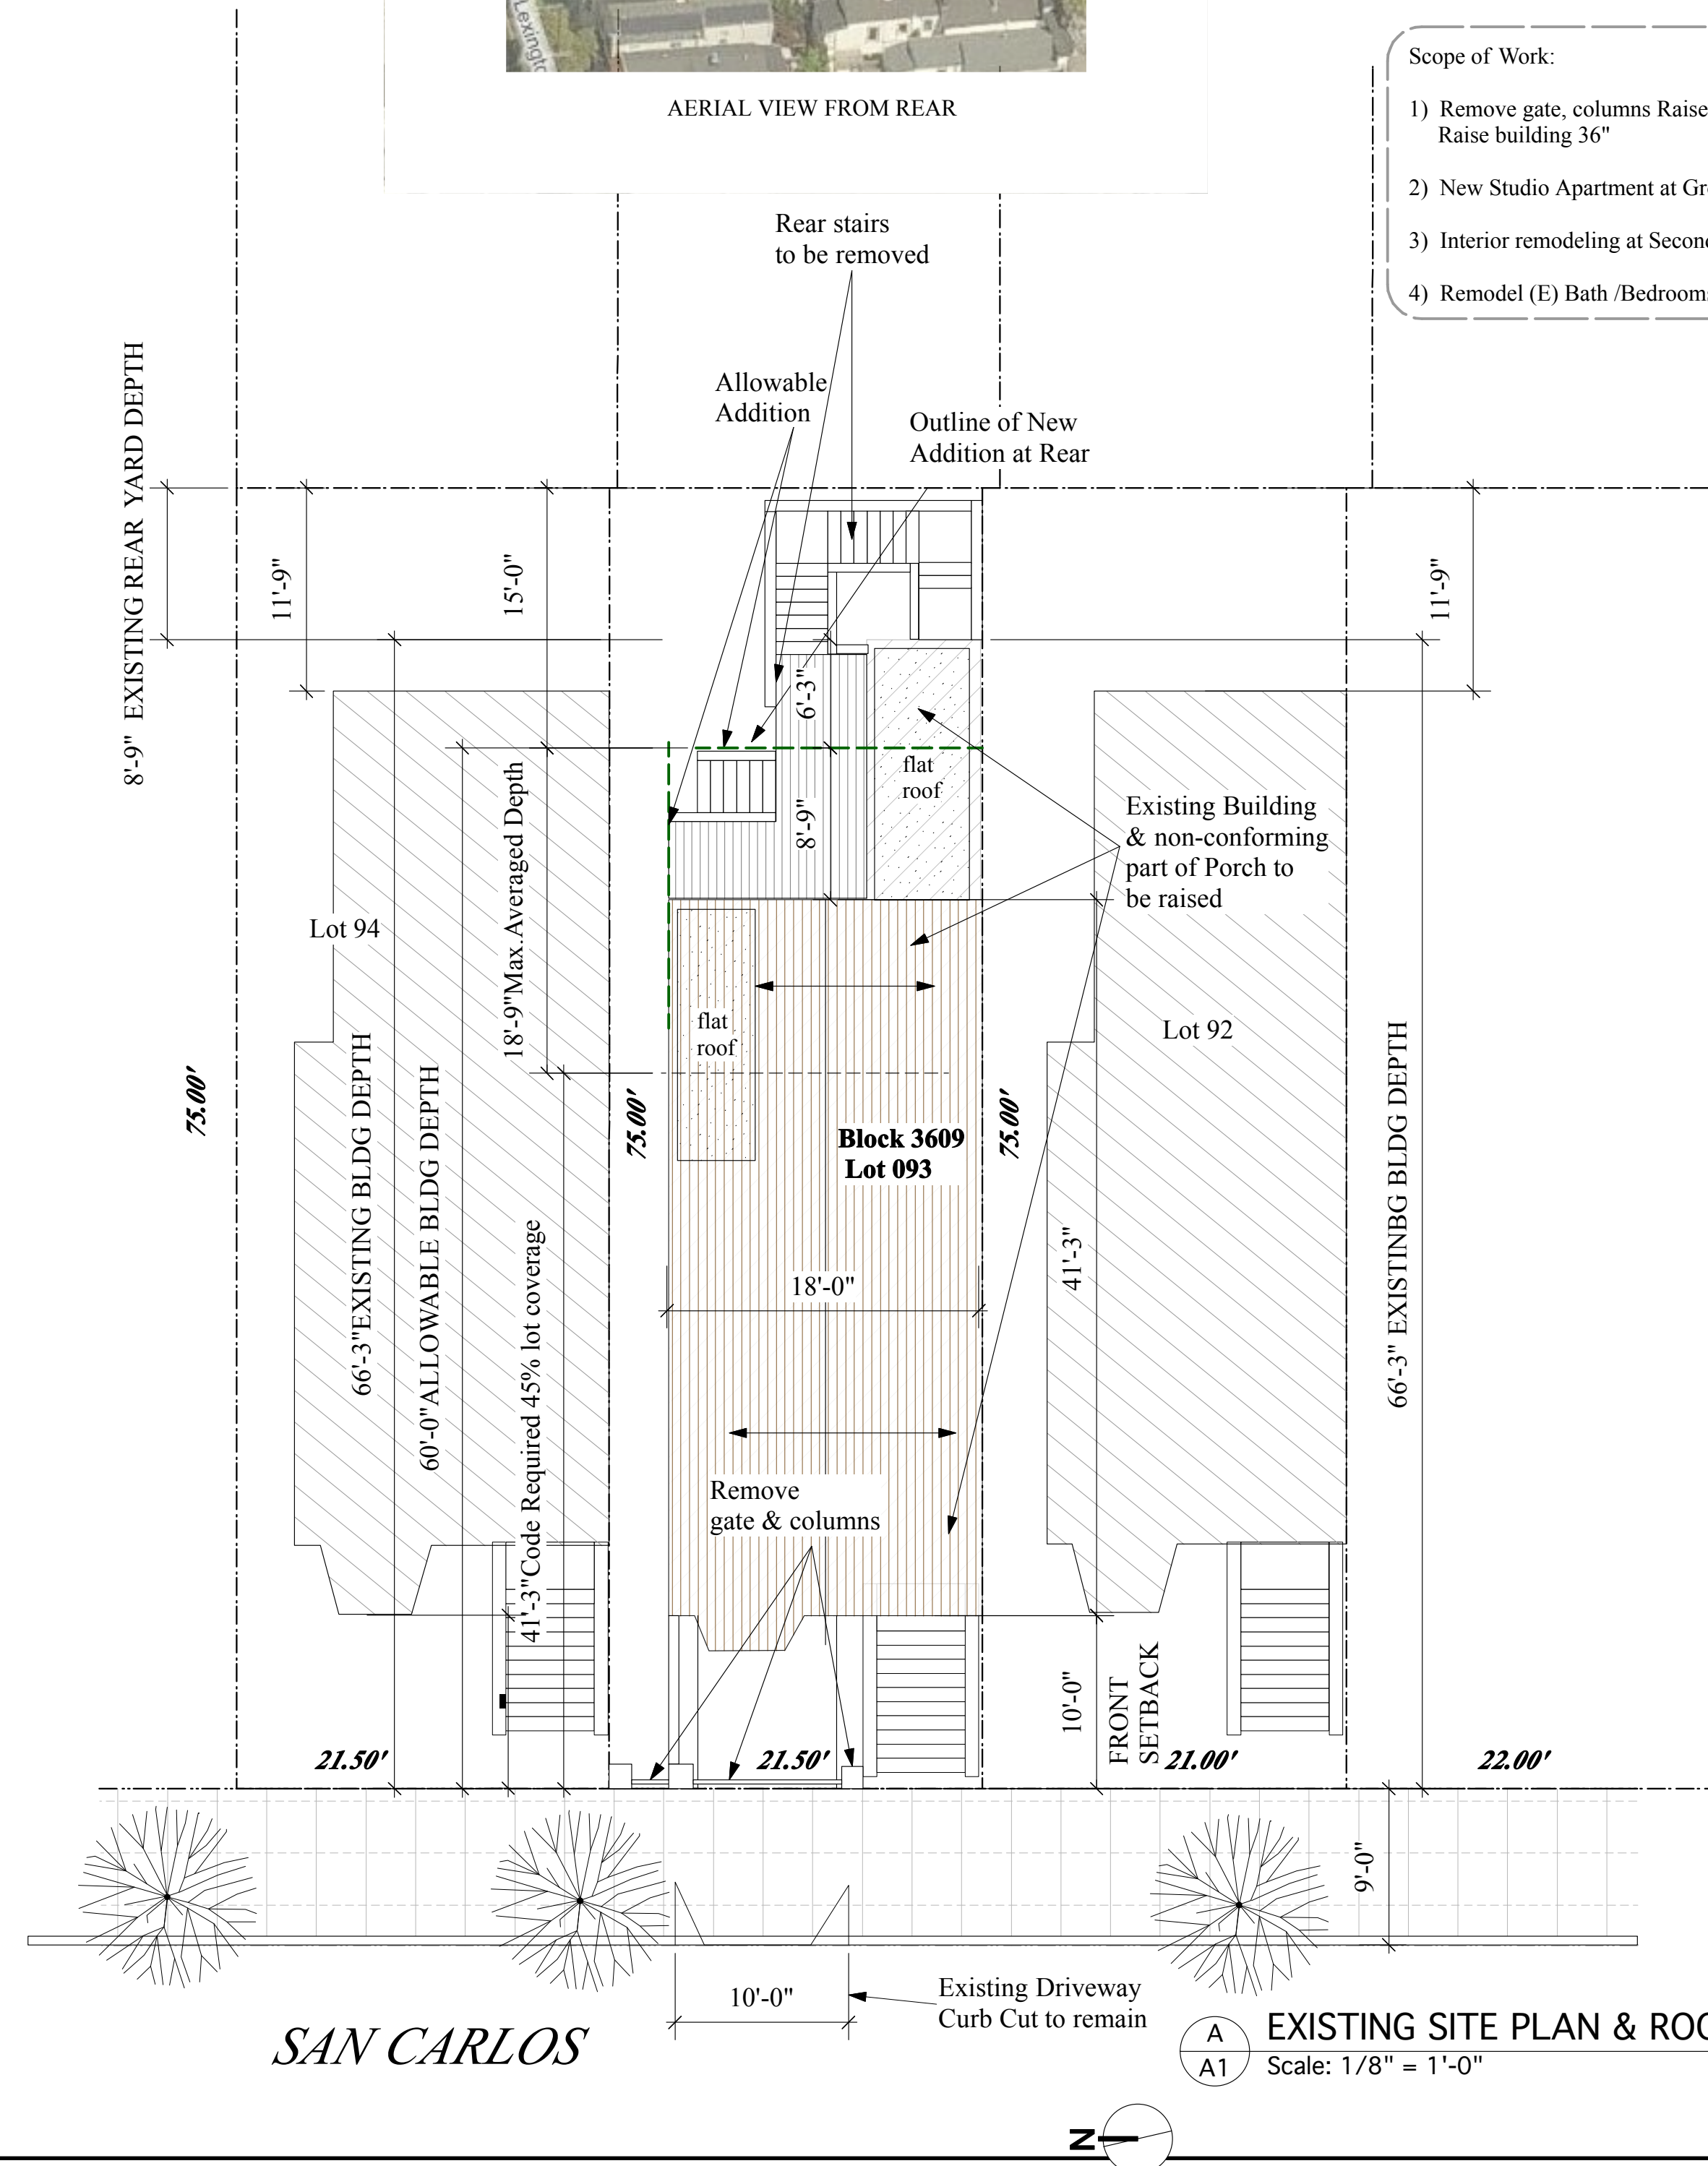 Lexingto
AERIAL VIEW FROM REAR
Scope of Work:
1) Remove gate, columns Raise
Raise building 36"
2) New Studio Apartment at Gr
3) Interior remodeling at Second
4) Remodel (E) Bath /Bedrooms
Rear stairs
to be removed
Allowable
Addition
Outline of New
Addition at Rear
8'-9" EXISTING REAR YARD DEPTH
11'-9"
15'-0"
11'-9"
6'-3"
flat
roof
8'-9"
18'-9"Max.Averaged Depth
Existing Building
& non-conforming
part of Porch to
be raised
Lot 94
flat
roof
Lot 92
75.00'
66'-3"EXISTING BLDG DEPTH
60'-0"ALLOWABLE BLDG DEPTH
41'-3"Code Required 45% lot coverage
75.00'
Block 3609
Lot 093
75.00'
41'-3"
66'-3" EXISTINBG BLDG DEPTH
18'-0"
Remove
gate & columns
10'-0"
FRONT
SETBACK
21.50'
21.50'
21.00'
22.00'
9'-0"
10'-0"
Existing Driveway
Curb Cut to remain
SAN CARLOS
A
A1
EXISTING SITE PLAN & ROO
Scale: 1/8" = 1'-0"
N